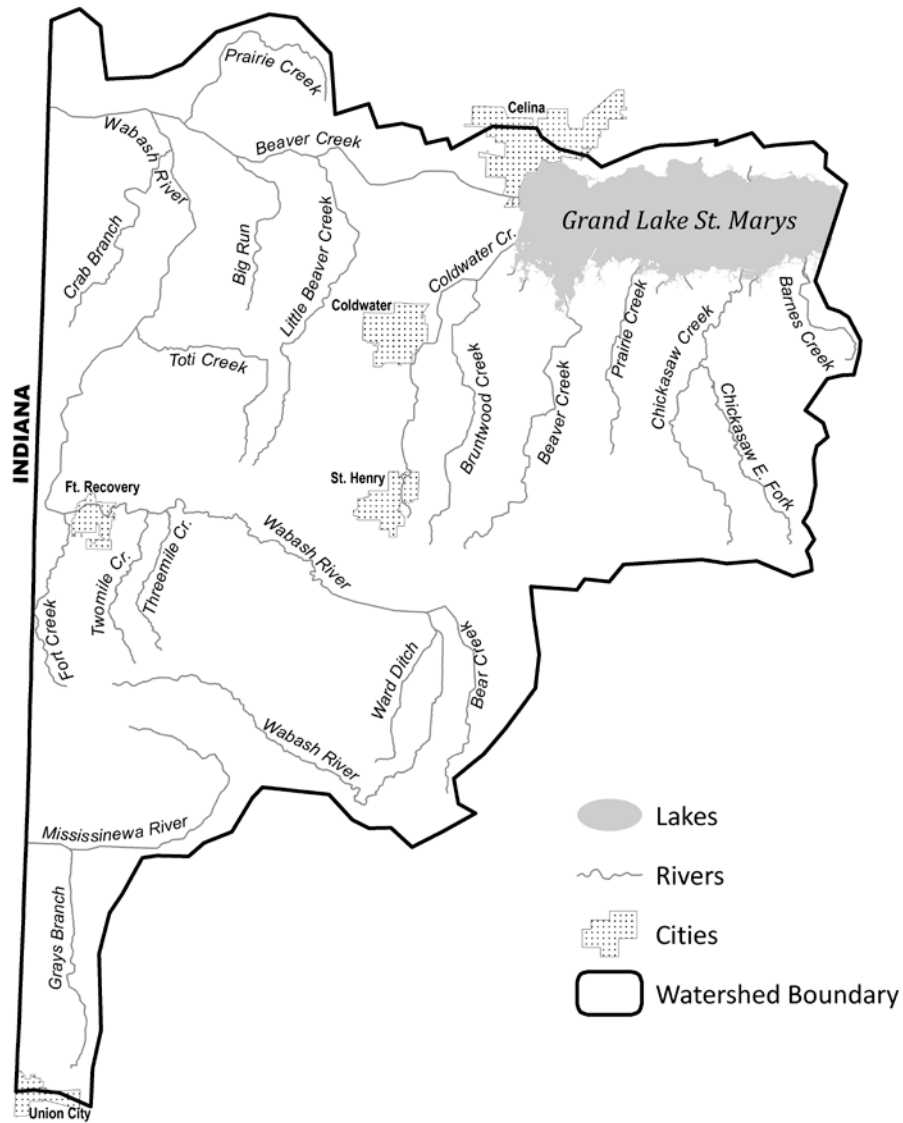 Prairie Creek
Celina
Wabash River
Beaver Creek
Grand Lake St. Marys
Crab Branch
Big Run
Little Beaver Creek
Coldwater Cr.
Coldwater
Prairie Creek
Barnes Creek
Chickasaw Creek
Toti Creek
Bruntwood Creek
Beaver Creek
Chickasaw E. Fork
INDIANA
Ft. Recovery
St. Henry
Wabash River
Twomile Cr.
Threemile Cr.
Fort Creek
Ward Ditch
Bear Creek
Wabash River
Mississinewa River
Grays Branch
Union City
Lakes
Rivers
Cities
Watershed Boundary